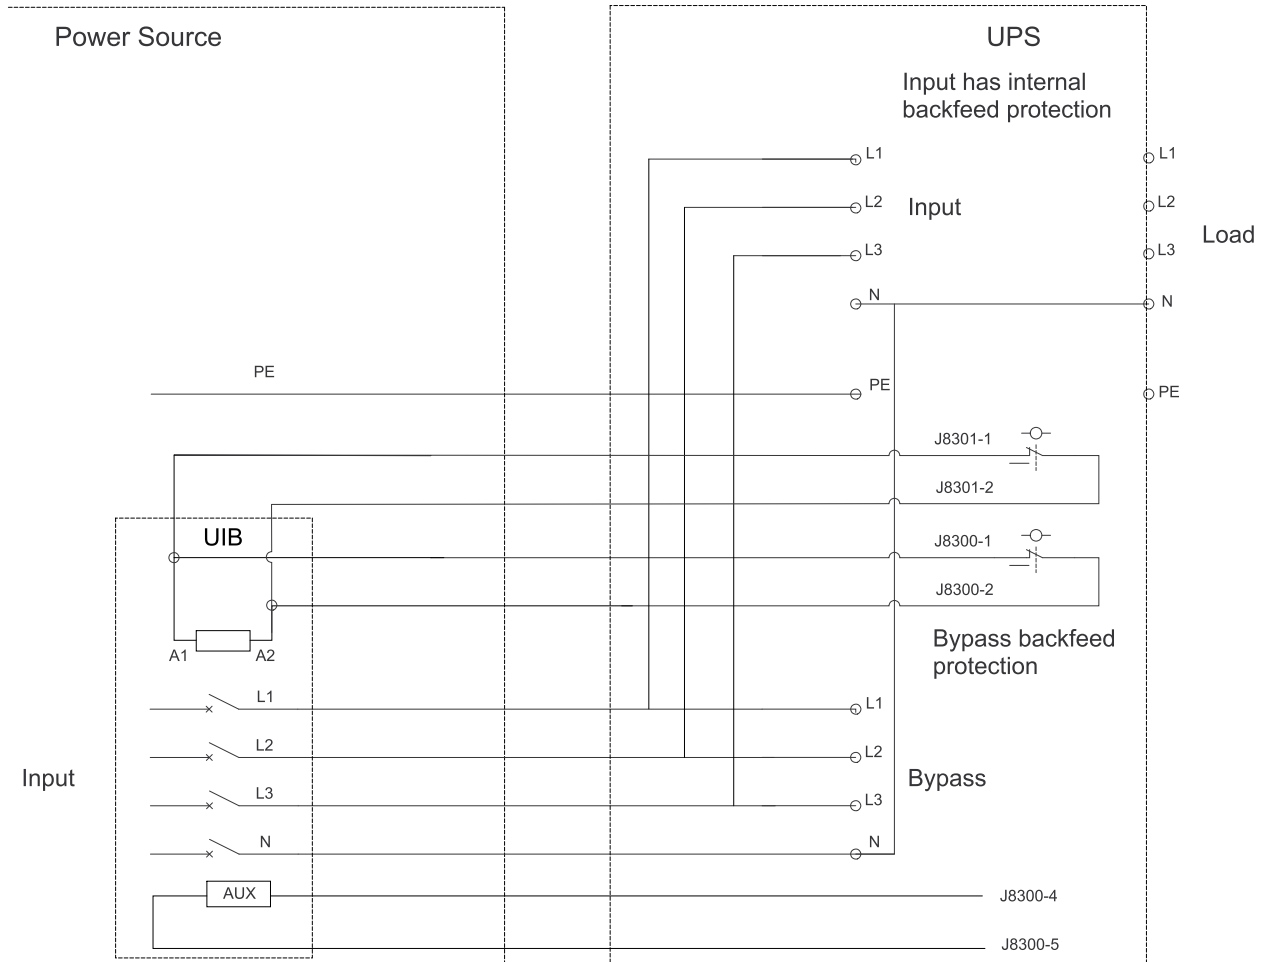 Power Source
UPS
Input has internal
backfeed protection
L1
L1
L2
Input
L2
Load
L3
L3
N
N
PE
PE
PE
J8301-1
J8301-2
UIB
J8300-1
J8300-2
Bypass backfeed
protection
A1
A2
L1
L1
L2
L2
Input
Bypass
L3
L3
N
N
AUX
J8300-4
J8300-5